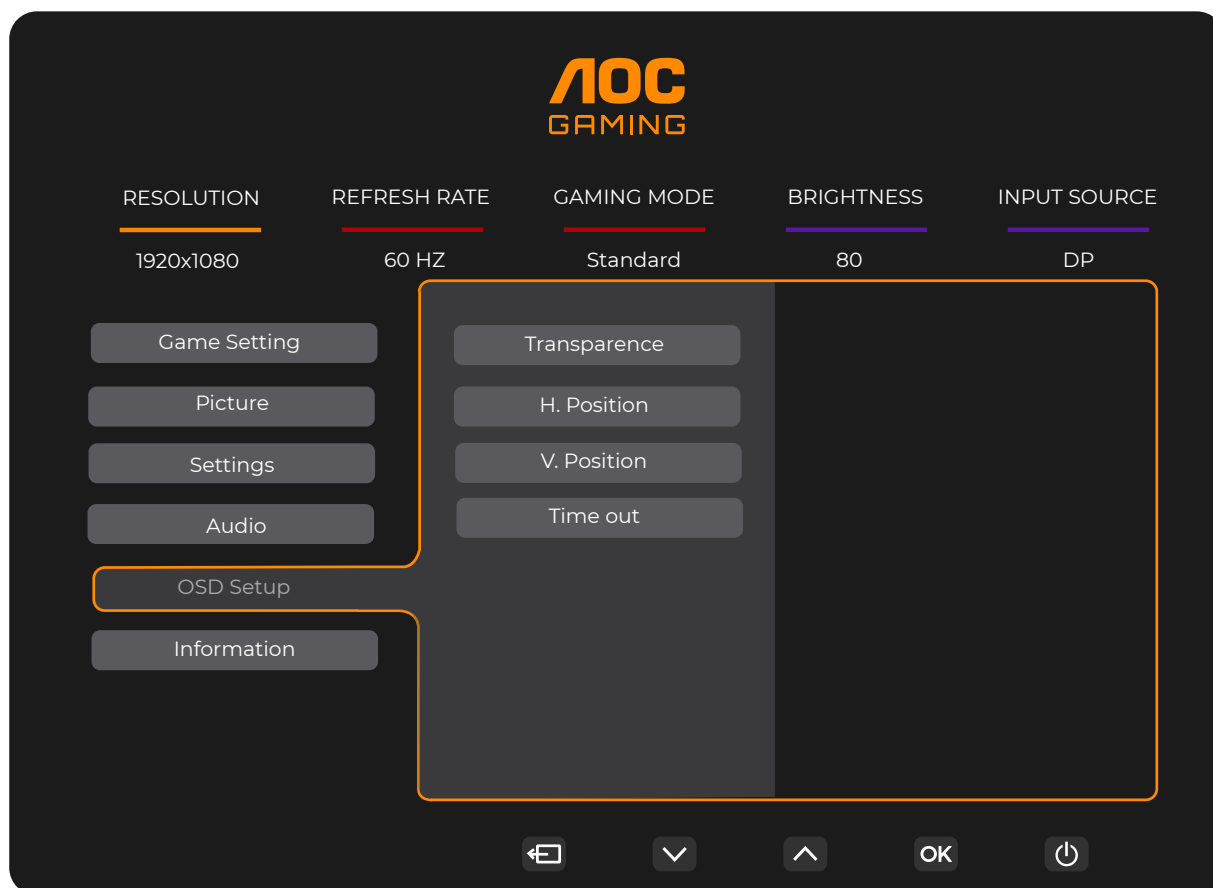 AOC
GAMING
RESOLUTION REFRESH RATE GAMING MODE BRIGHTNESS INPUT SOURCE
1920x1080 60 HZ Standard 80 DP
Game Setting Transparence
Picture H. Position
Settings V. Position
Audio Time out
OSD Setup
Information
OK